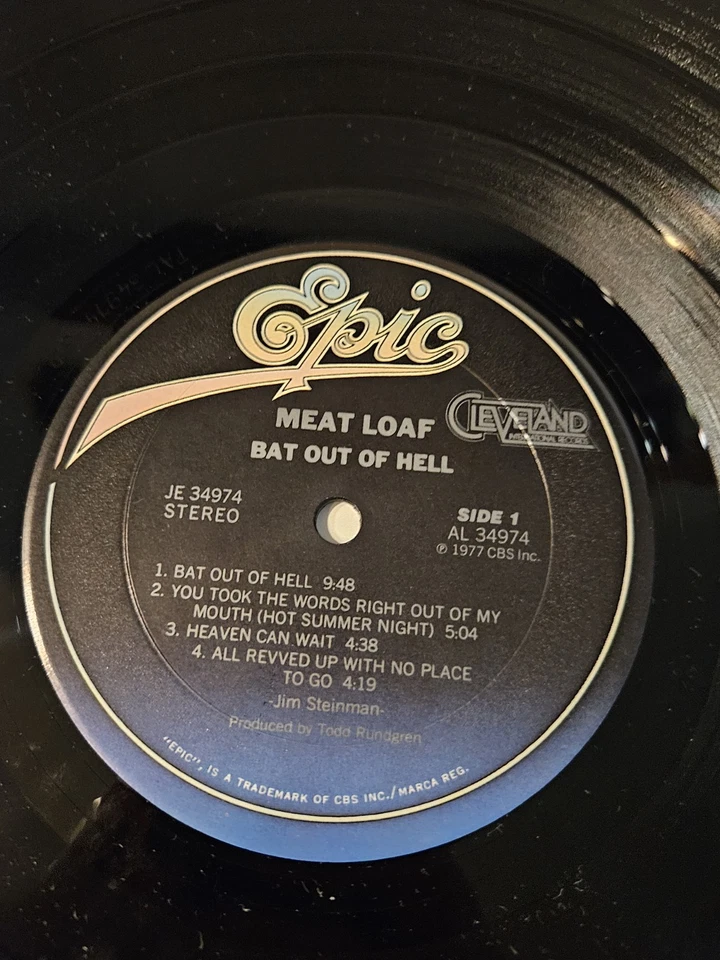 Epic
MEAT LOAF
CLEVELAND
INTERNATIONAL RECORDS
BAT OUT OF HELL
JE 34974
STEREO
SIDE 1
AL 34974
℗ 1977 CBS Inc.
1. BAT OUT OF HELL 9:48
2. YOU TOOK THE WORDS RIGHT OUT OF MY
MOUTH (HOT SUMMER NIGHT) 5:04
3. HEAVEN CAN WAIT 4:38
4. ALL REVVED UP WITH NO PLACE
TO GO 4:19
-Jim Steinman-
Produced by Todd Rundgren
"EPIC", IS A TRADEMARK OF CBS INC./MARCA REG.